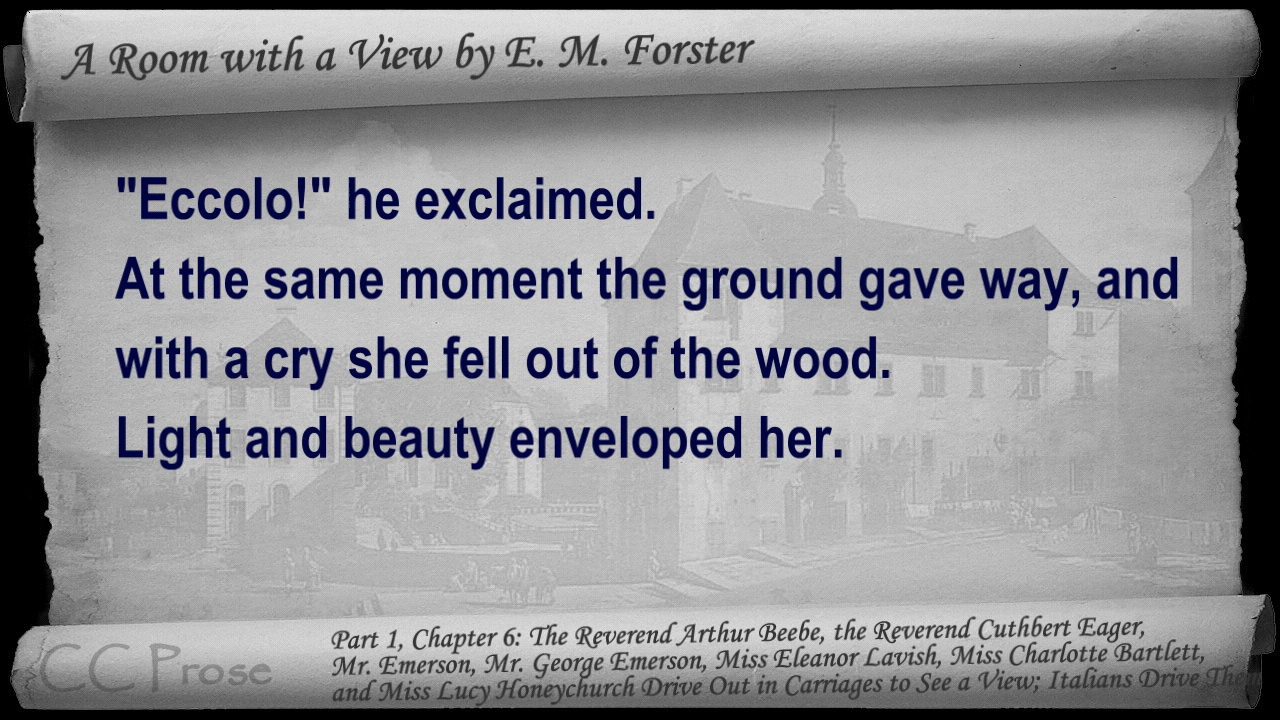 A Room with a View by E. M. Forster
"Eccolo!" he exclaimed.
At the same moment the ground gave way, and
with a cry she fell out of the wood.
Light and beauty enveloped her.
CC Prose
Part 1, Chapter 6: The Reverend Arthur Beebe, the Reverend Cuthbert Eager,
Mr. Emerson, Mr. George Emerson, Miss Eleanor Lavish, Miss Charlotte Bartlett,
and Miss Lucy Honeychurch Drive Out in Carriages to See a View; Italians Drive